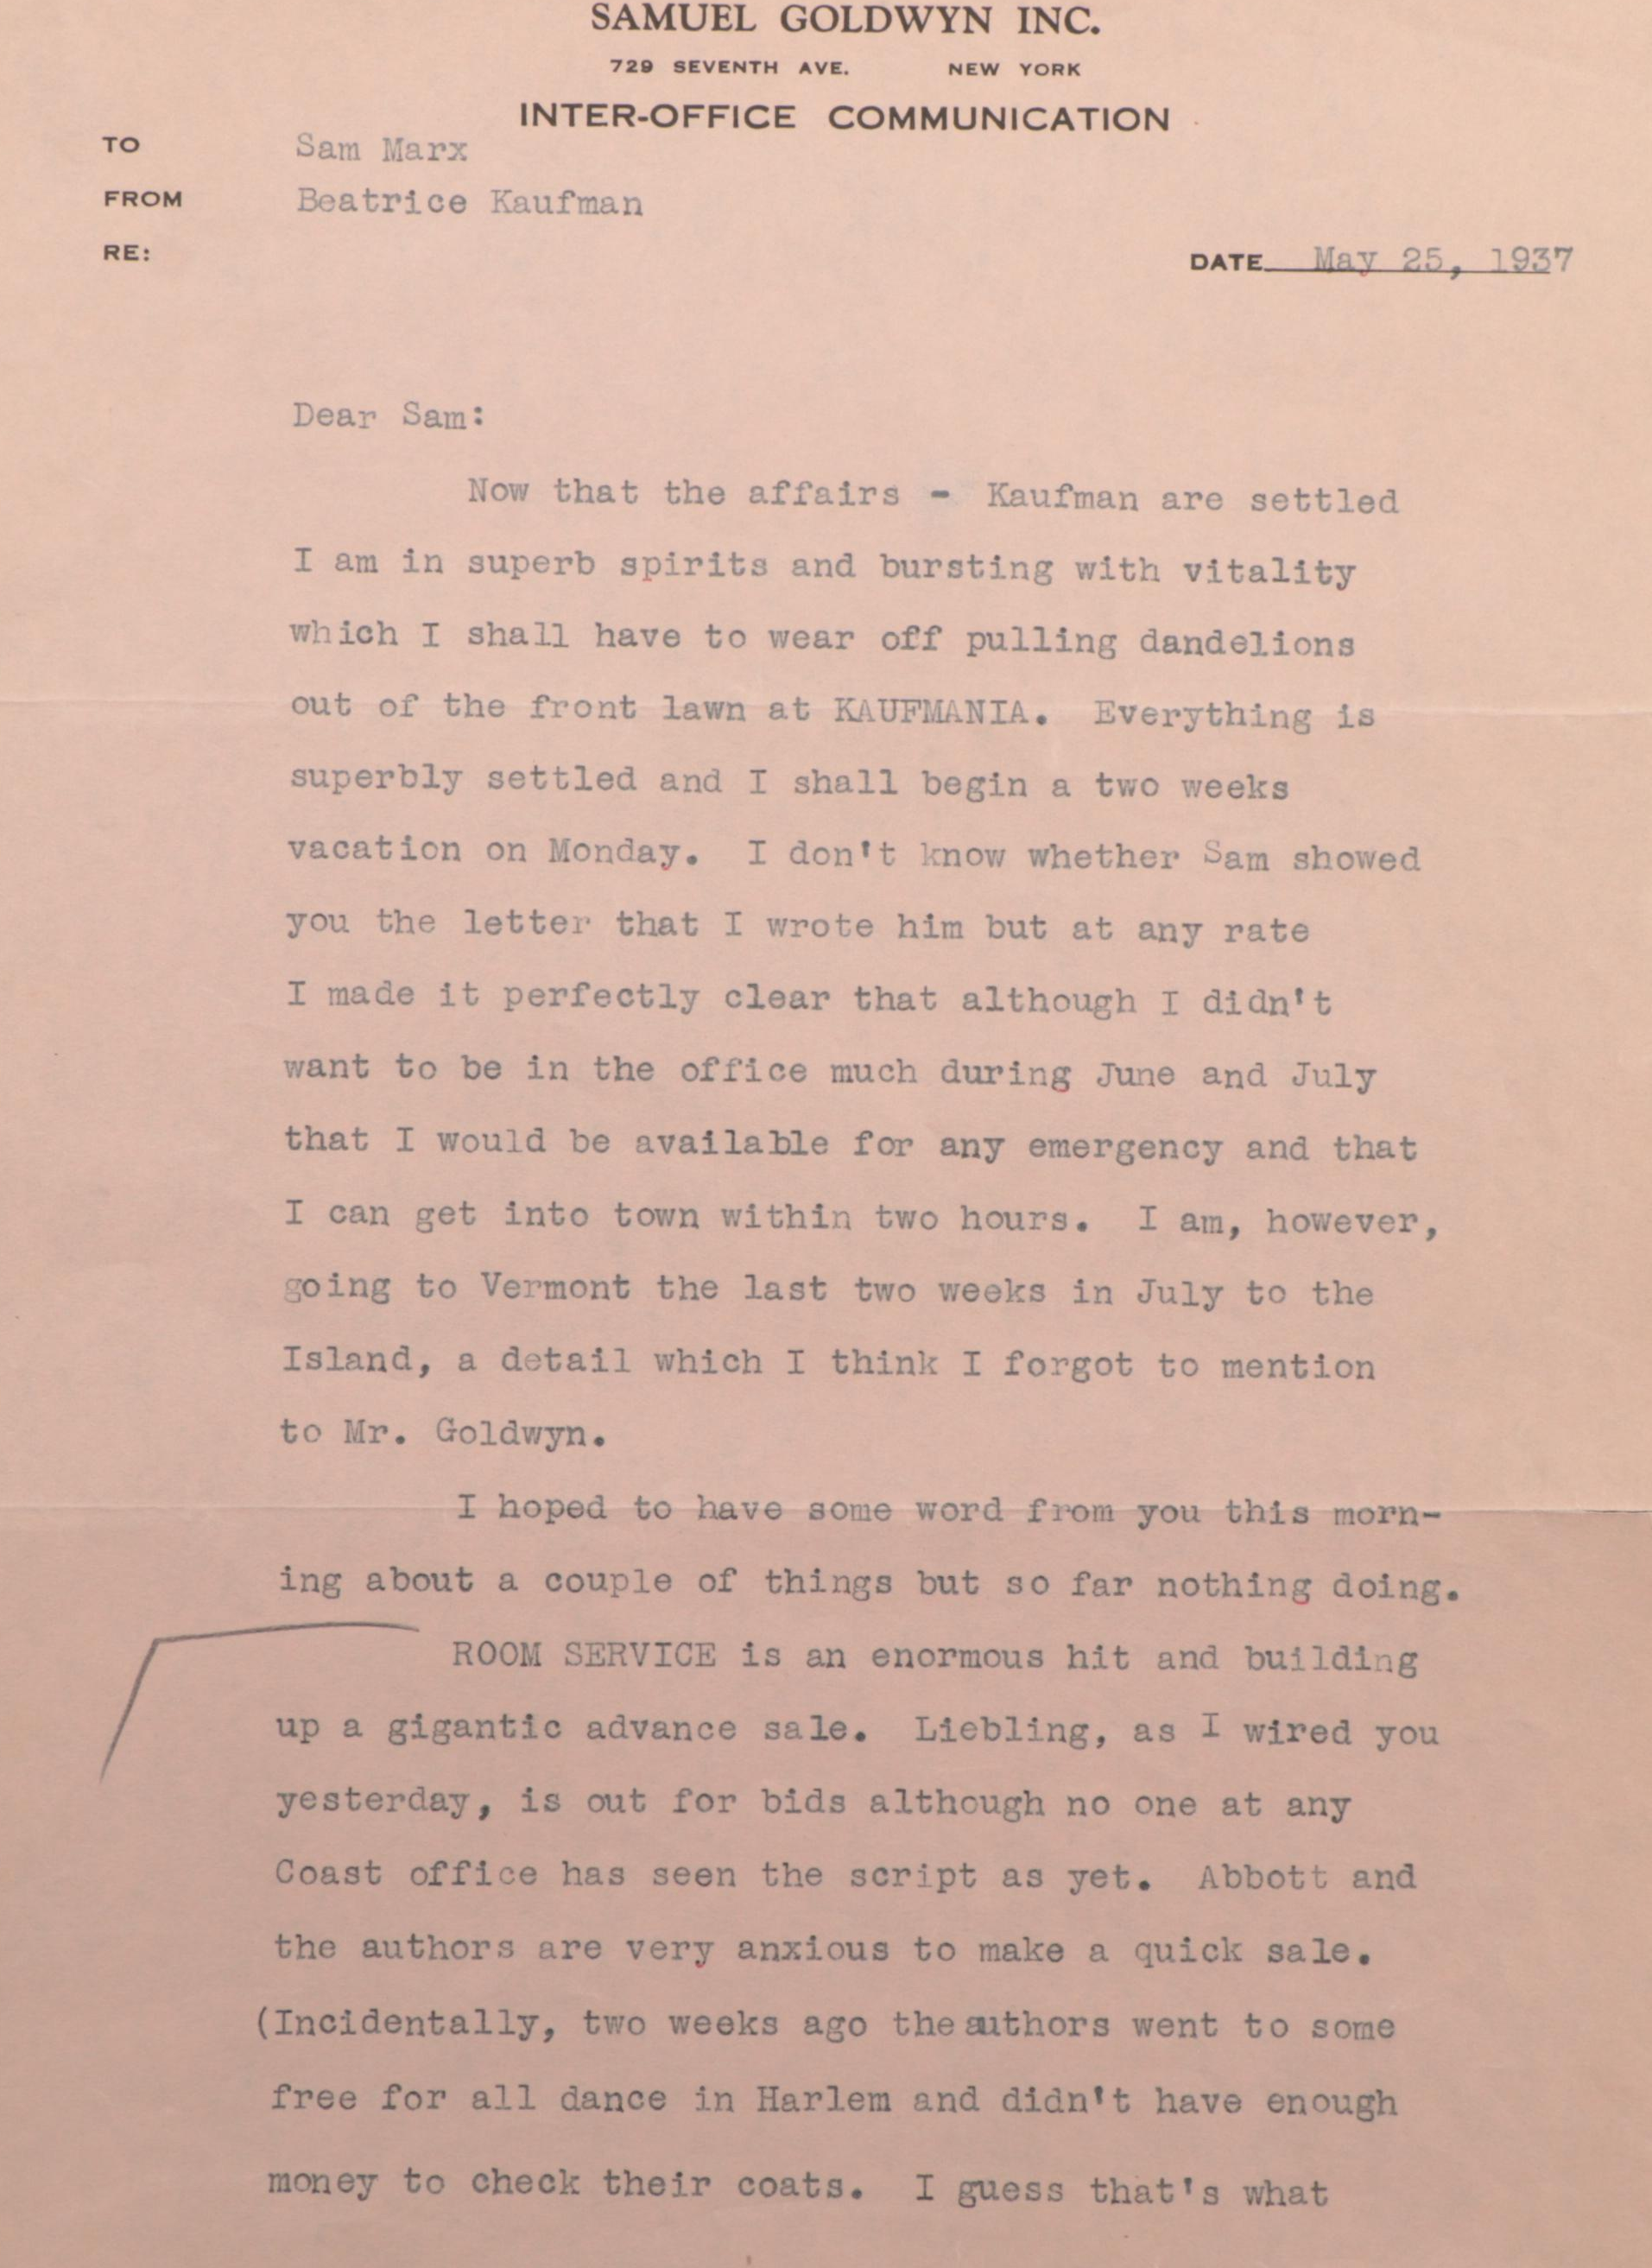 SAMUEL GOLDWYN INC.
729 SEVENTH AVE. NEW YORK
INTER-OFFICE COMMUNICATION
TO Sam Marx
FROM Beatrice Kaufman
RE:
DATE May 25, 1937
Dear Sam:
Now that the affairs - Kaufman are settled
I am in superb spirits and bursting with vitality
which I shall have to wear off pulling dandelions
out of the front lawn at KAUFMANIA. Everything is
superbly settled and I shall begin a two weeks
vacation on Monday. I don't know whether Sam showed
you the letter that I wrote him but at any rate
I made it perfectly clear that although I didn't
want to be in the office much during June and July
that I would be available for any emergency and that
I can get into town within two hours. I am, however,
going to Vermont the last two weeks in July to the
Island, a detail which I think I forgot to mention
to Mr. Goldwyn.
I hoped to have some word from you this morn-
ing about a couple of things but so far nothing doing.
ROOM SERVICE is an enormous hit and building
up a gigantic advance sale. Liebling, as I wired you
yesterday, is out for bids although no one at any
Coast office has seen the script as yet. Abbott and
the authors are very anxious to make a quick sale.
(Incidentally, two weeks ago the authors went to some
free for all dance in Harlem and didn't have enough
money to check their coats. I guess that's what